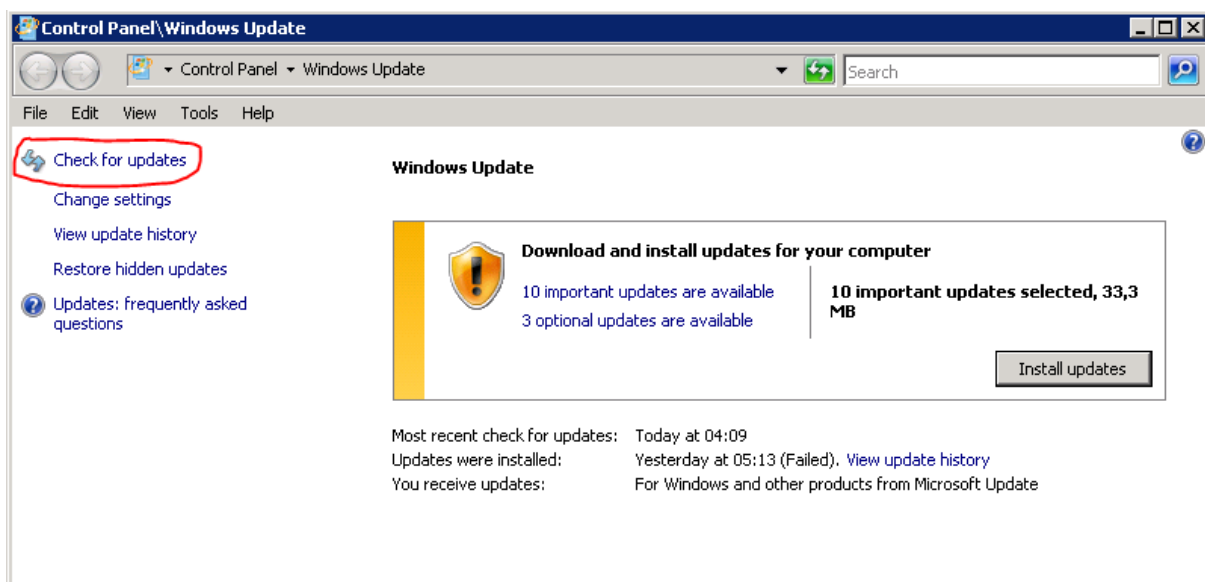 Control Panel\Windows Update
Control Panel Windows Update
Search
File Edit View Tools Help
Check for updates
Change settings
View update history
Restore hidden updates
Updates: frequently asked
questions
Windows Update
Download and install updates for your computer
10 important updates are available
3 optional updates are available
10 important updates selected, 33,3
MB
Install updates
Most recent check for updates: Today at 04:09
Updates were installed: Yesterday at 05:13 (Failed). View update history
You receive updates: For Windows and other products from Microsoft Update